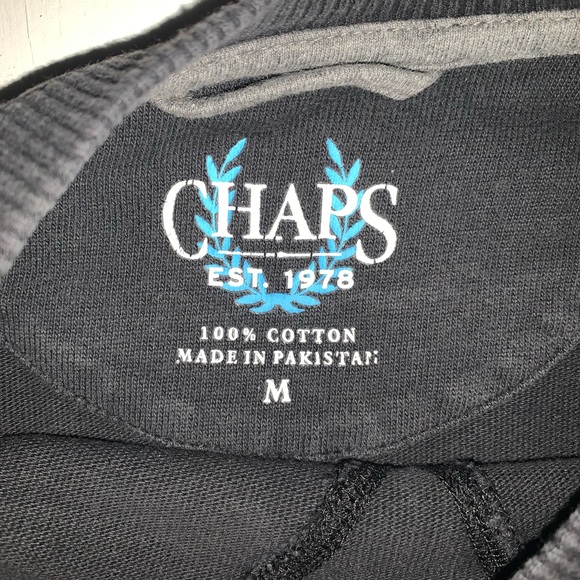 CHAPS
EST. 1978
100% COTTON
MADE IN PAKISTAN
M